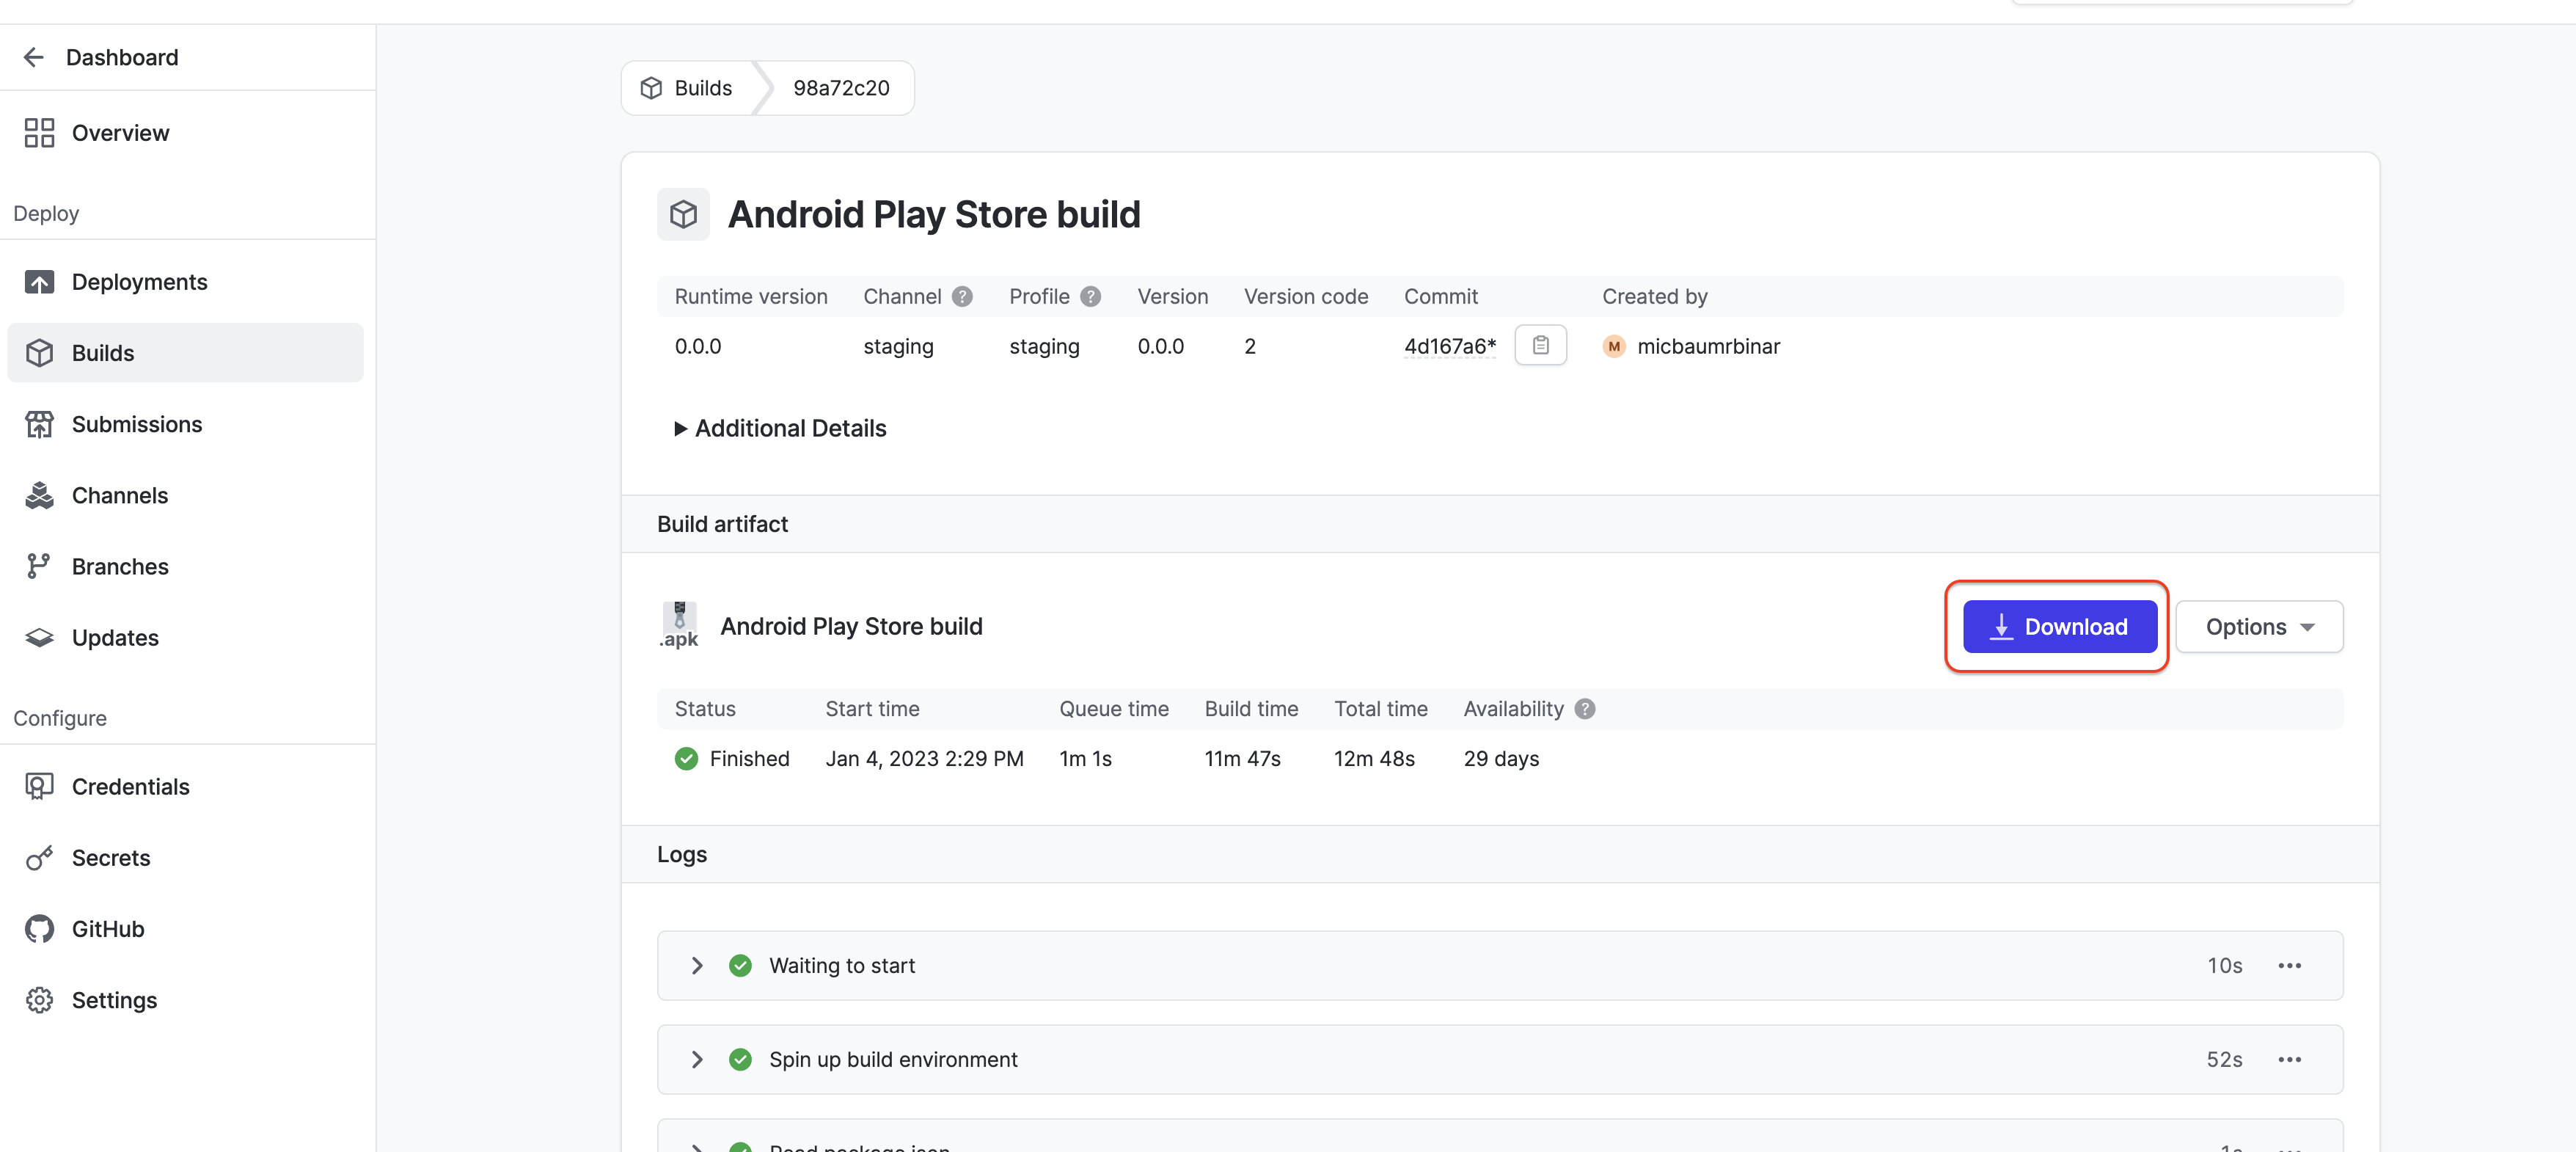 Dashboard
Overview
Deploy
Deployments
Builds
Submissions
Channels
Branches
Updates
Configure
Credentials
Secrets
GitHub
Settings
Builds 98a72c20
Android Play Store build
Runtime version Channel ? Profile ? Version Version code Commit Created by
0.0.0 staging staging 0.0.0 2 4d167a6* M micbaumrbinar
Additional Details
Build artifact
.apk Android Play Store build Download Options
Status Start time Queue time Build time Total time Availability ?
Finished Jan 4, 2023 2:29 PM 1m 1s 11m 47s 12m 48s 29 days
Logs
Waiting to start 10s
Spin up build environment 52s
Read package.json 1s